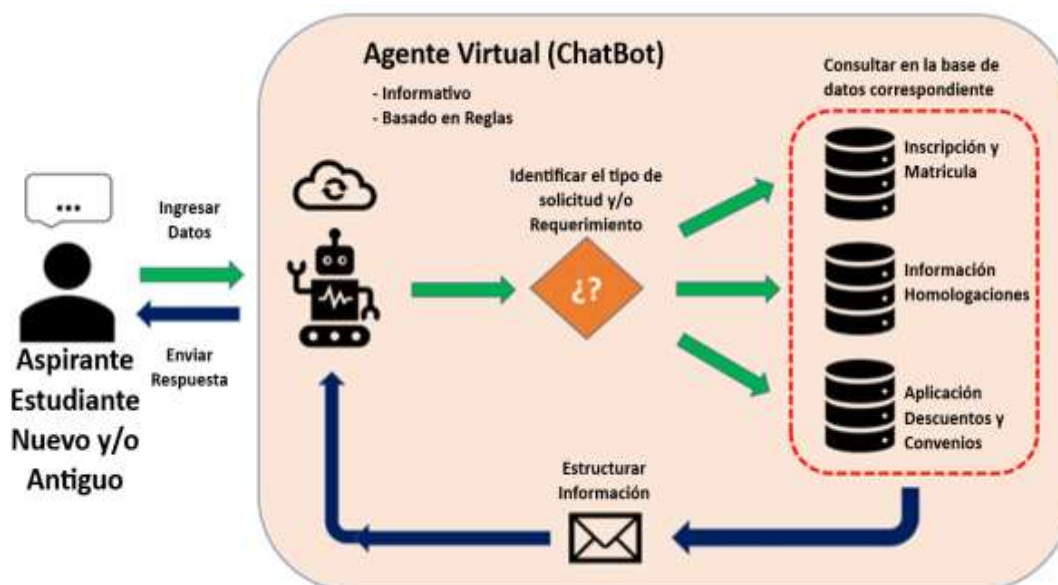 Agente Virtual (ChatBot)
- Informativo
- Basado en Reglas
Consultar en la base de
datos correspondiente
...
Ingresar
Datos
Enviar
Respuesta
Aspirante
Estudiante
Nuevo y/o
Antiguo
Identificar el tipo de
solicitud y/o
Requerimiento
¿?
Inscripción y
Matricula
Información
Homologaciones
Aplicación
Descuentos y
Convenios
Estructurar
Información